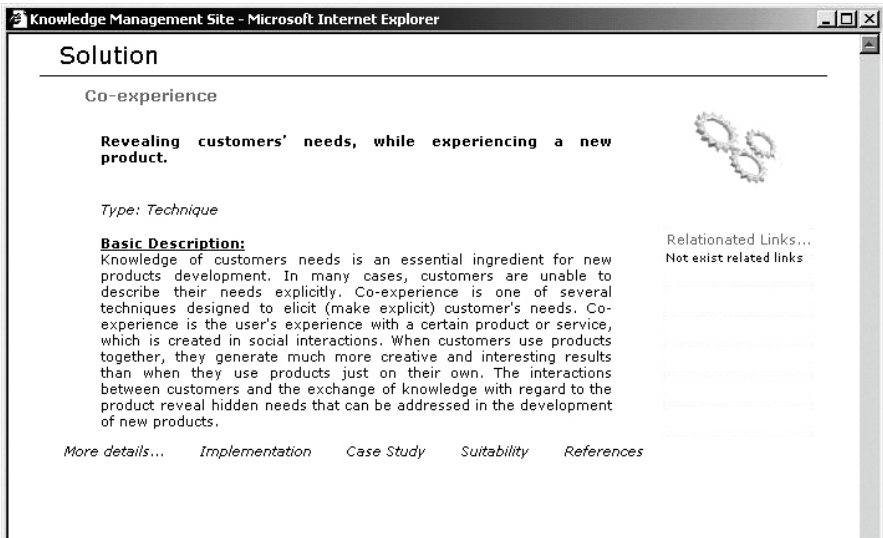 Knowledge Management Site - Microsoft Internet Explorer
Solution
Co-experience
Revealing customers' needs, while experiencing a new
product.
Type: Technique
Basic Description:
Knowledge of customers needs is an essential ingredient for new
products development. In many cases, customers are unable to
describe their needs explicitly. Co-experience is one of several
techniques designed to elicit (make explicit) customer's needs. Co-
experience is the user's experience with a certain product or service,
which is created in social interactions. When customers use products
together, they generate much more creative and interesting results
than when they use products just on their own. The interactions
between customers and the exchange of knowledge with regard to the
product reveal hidden needs that can be addressed in the development
of new products.
Relationated Links...
Not exist related links
More details... Implementation Case Study Suitability References